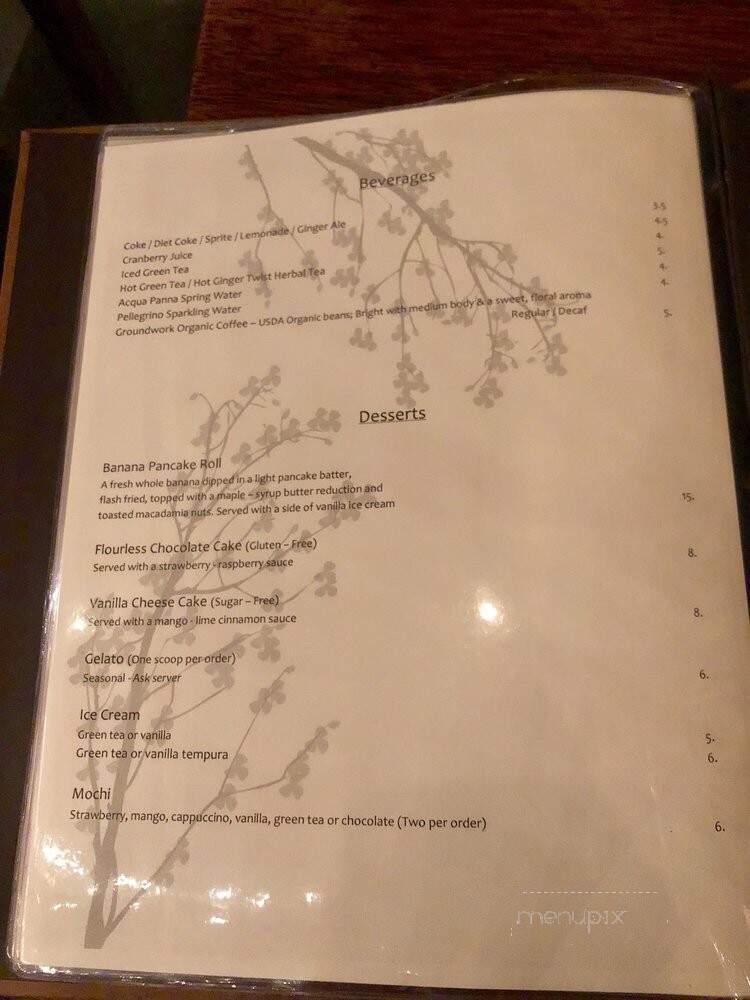 Beverages
Coke / Diet Coke / Sprite / Lemonade / Ginger Ale 3.5
Cranberry Juice 4.5
Iced Green Tea 4.
Hot Green Tea / Hot Ginger Twist Herbal Tea 5.
Acqua Panna Spring Water 4.
Pellegrino Sparkling Water 4.
Groundwork Organic Coffee – USDA Organic beans; Bright with medium body & a sweet, floral aroma
Regular / Decaf 5.
Desserts
Banana Pancake Roll
A fresh whole banana dipped in a light pancake batter,
flash fried, topped with a maple – syrup butter reduction and
toasted macadamia nuts. Served with a side of vanilla ice cream 15.
Flourless Chocolate Cake (Gluten – Free)
Served with a strawberry - raspberry sauce 8.
Vanilla Cheese Cake (Sugar – Free)
Served with a mango - lime cinnamon sauce 8.
Gelato (One scoop per order)
Seasonal - Ask server 6.
Ice Cream
Green tea or vanilla 5.
Green tea or vanilla tempura 6.
Mochi
Strawberry, mango, cappuccino, vanilla, green tea or chocolate (Two per order) 6.
menupix